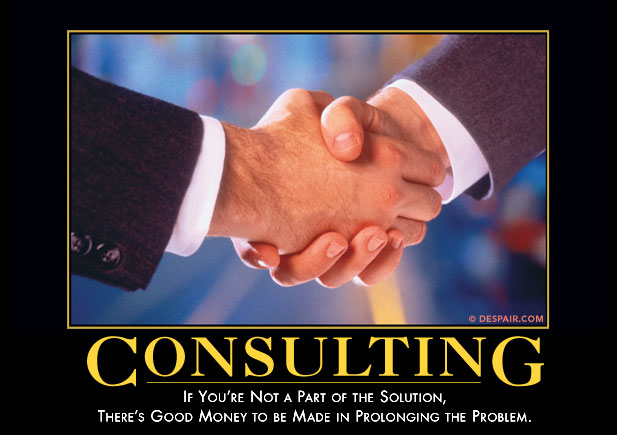 © DESPAIR.COM
CONSULTING
IF YOU'RE NOT A PART OF THE SOLUTION,
THERE'S GOOD MONEY TO BE MADE IN PROLONGING THE PROBLEM.